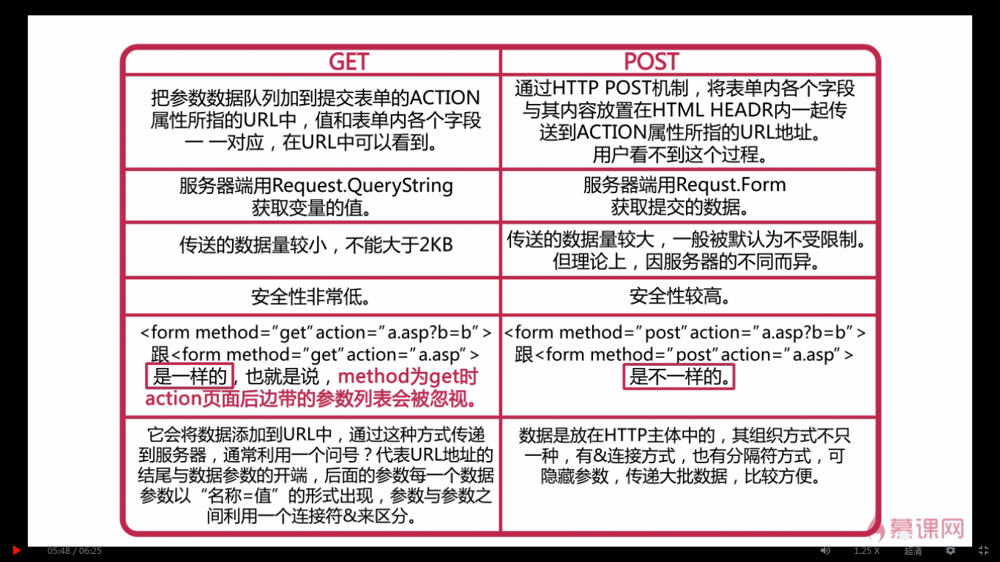 GET
POST
把参数数据队列加到提交表单的ACTION
属性所指的URL中，值和表单内各个字段
一 一对应，在URL中可以看到。
通过HTTP POST机制，将表单内各个字段
与其内容放置在HTML HEADR内一起传
送到ACTION属性所指的URL地址。
用户看不到这个过程。
服务器端用Request.QueryString
获取变量的值。
服务器端用Requst.Form
获取提交的数据。
传送的数据量较小，不能大于2KB
传送的数据量较大，一般被默认为不受限制。
但理论上，因服务器的不同而异。
安全性非常低。
安全性较高。
<form method=”get”action=”a.asp?b=b”>
跟<form method=”get”action=”a.asp”>
是一样的，也就是说，method为get时
action页面后边带的参数列表会被忽视。
<form method=”post”action=”a.asp?b=b”>
跟<form method=”post”action=”a.asp”>
是不一样的。
它会将数据添加到URL中，通过这种方式传递
到服务器，通常利用一个问号？代表URL地址的
结尾与数据参数的开端，后面的参数每一个数据
参数以“名称=值”的形式出现，参数与参数之
间利用一个连接符&来区分。
数据是放在HTTP主体中的，其组织方式不只
一种，有&连接方式，也有分隔符方式，可
隐藏参数，传递大批数据，比较方便。
慕课网
05:48 / 06:25
1.25 X
超清